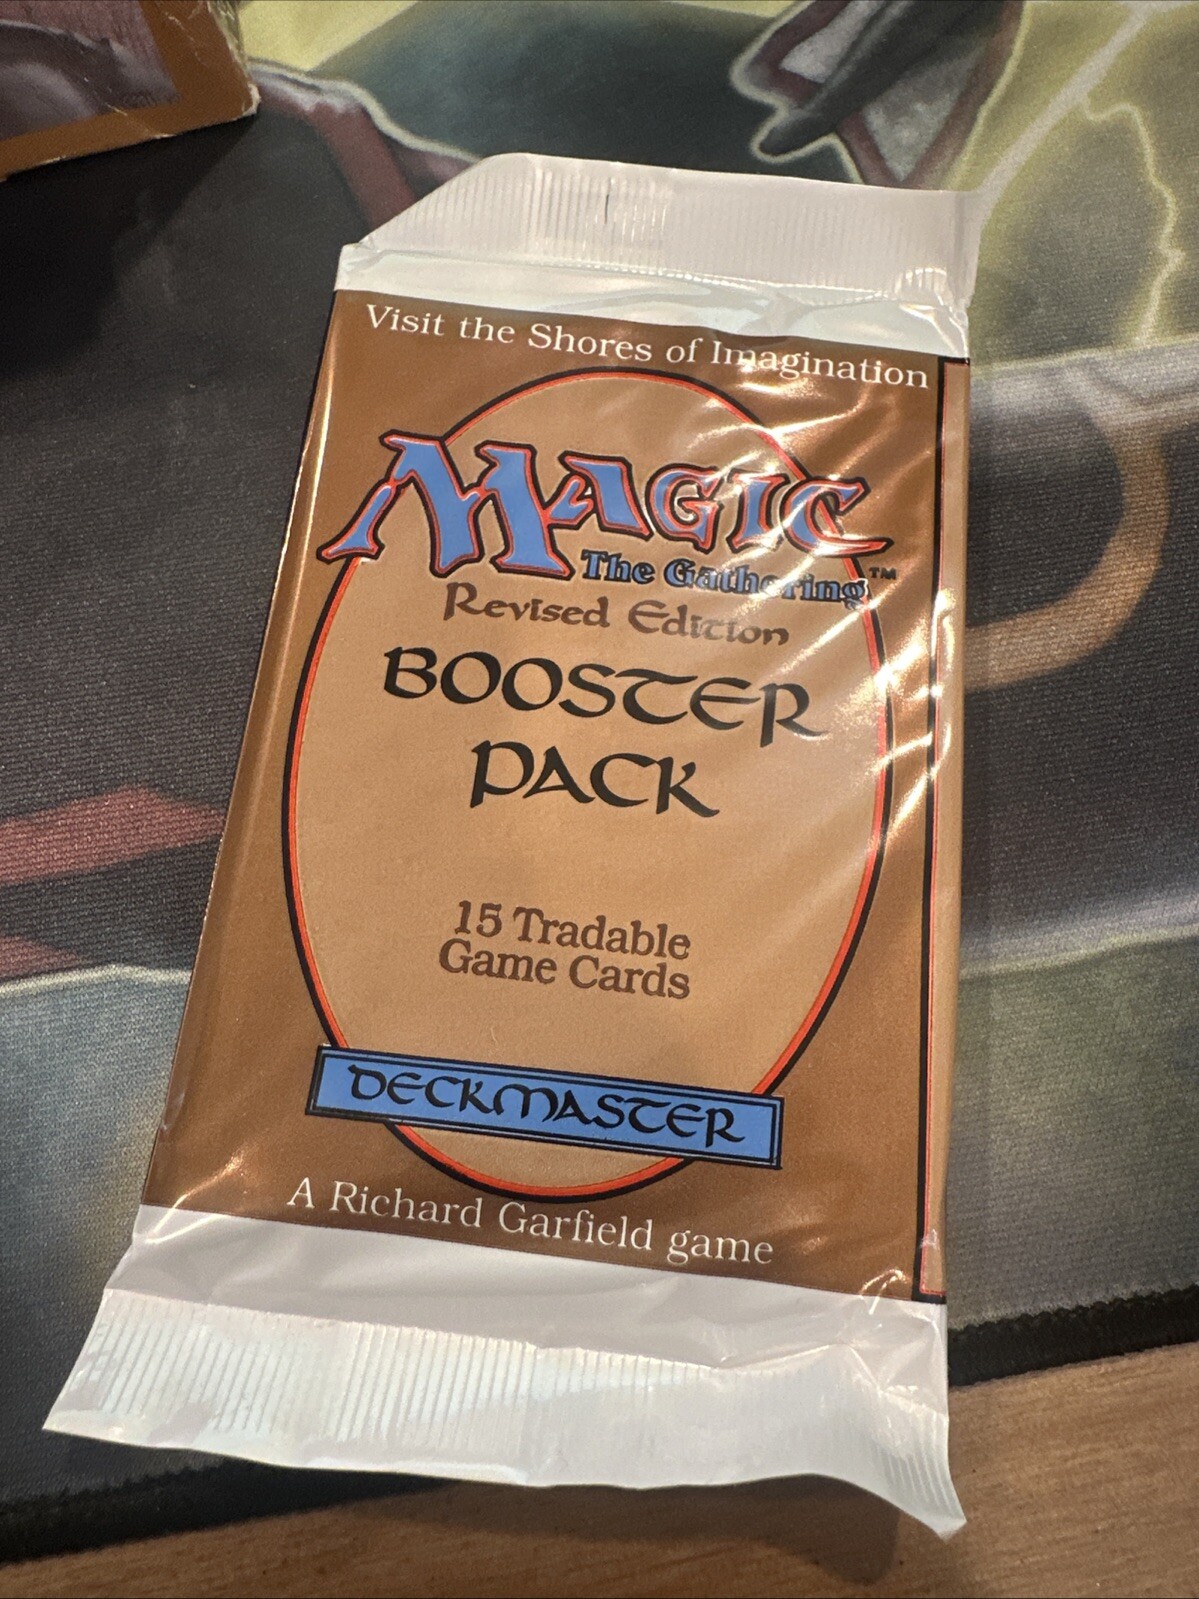 Visit the Shores of Imagination
MAGIC
The Gathering™
Revised Edition
BOOSTER
PACK
15 Tradable
Game Cards
DECKMASTER
A Richard Garfield game